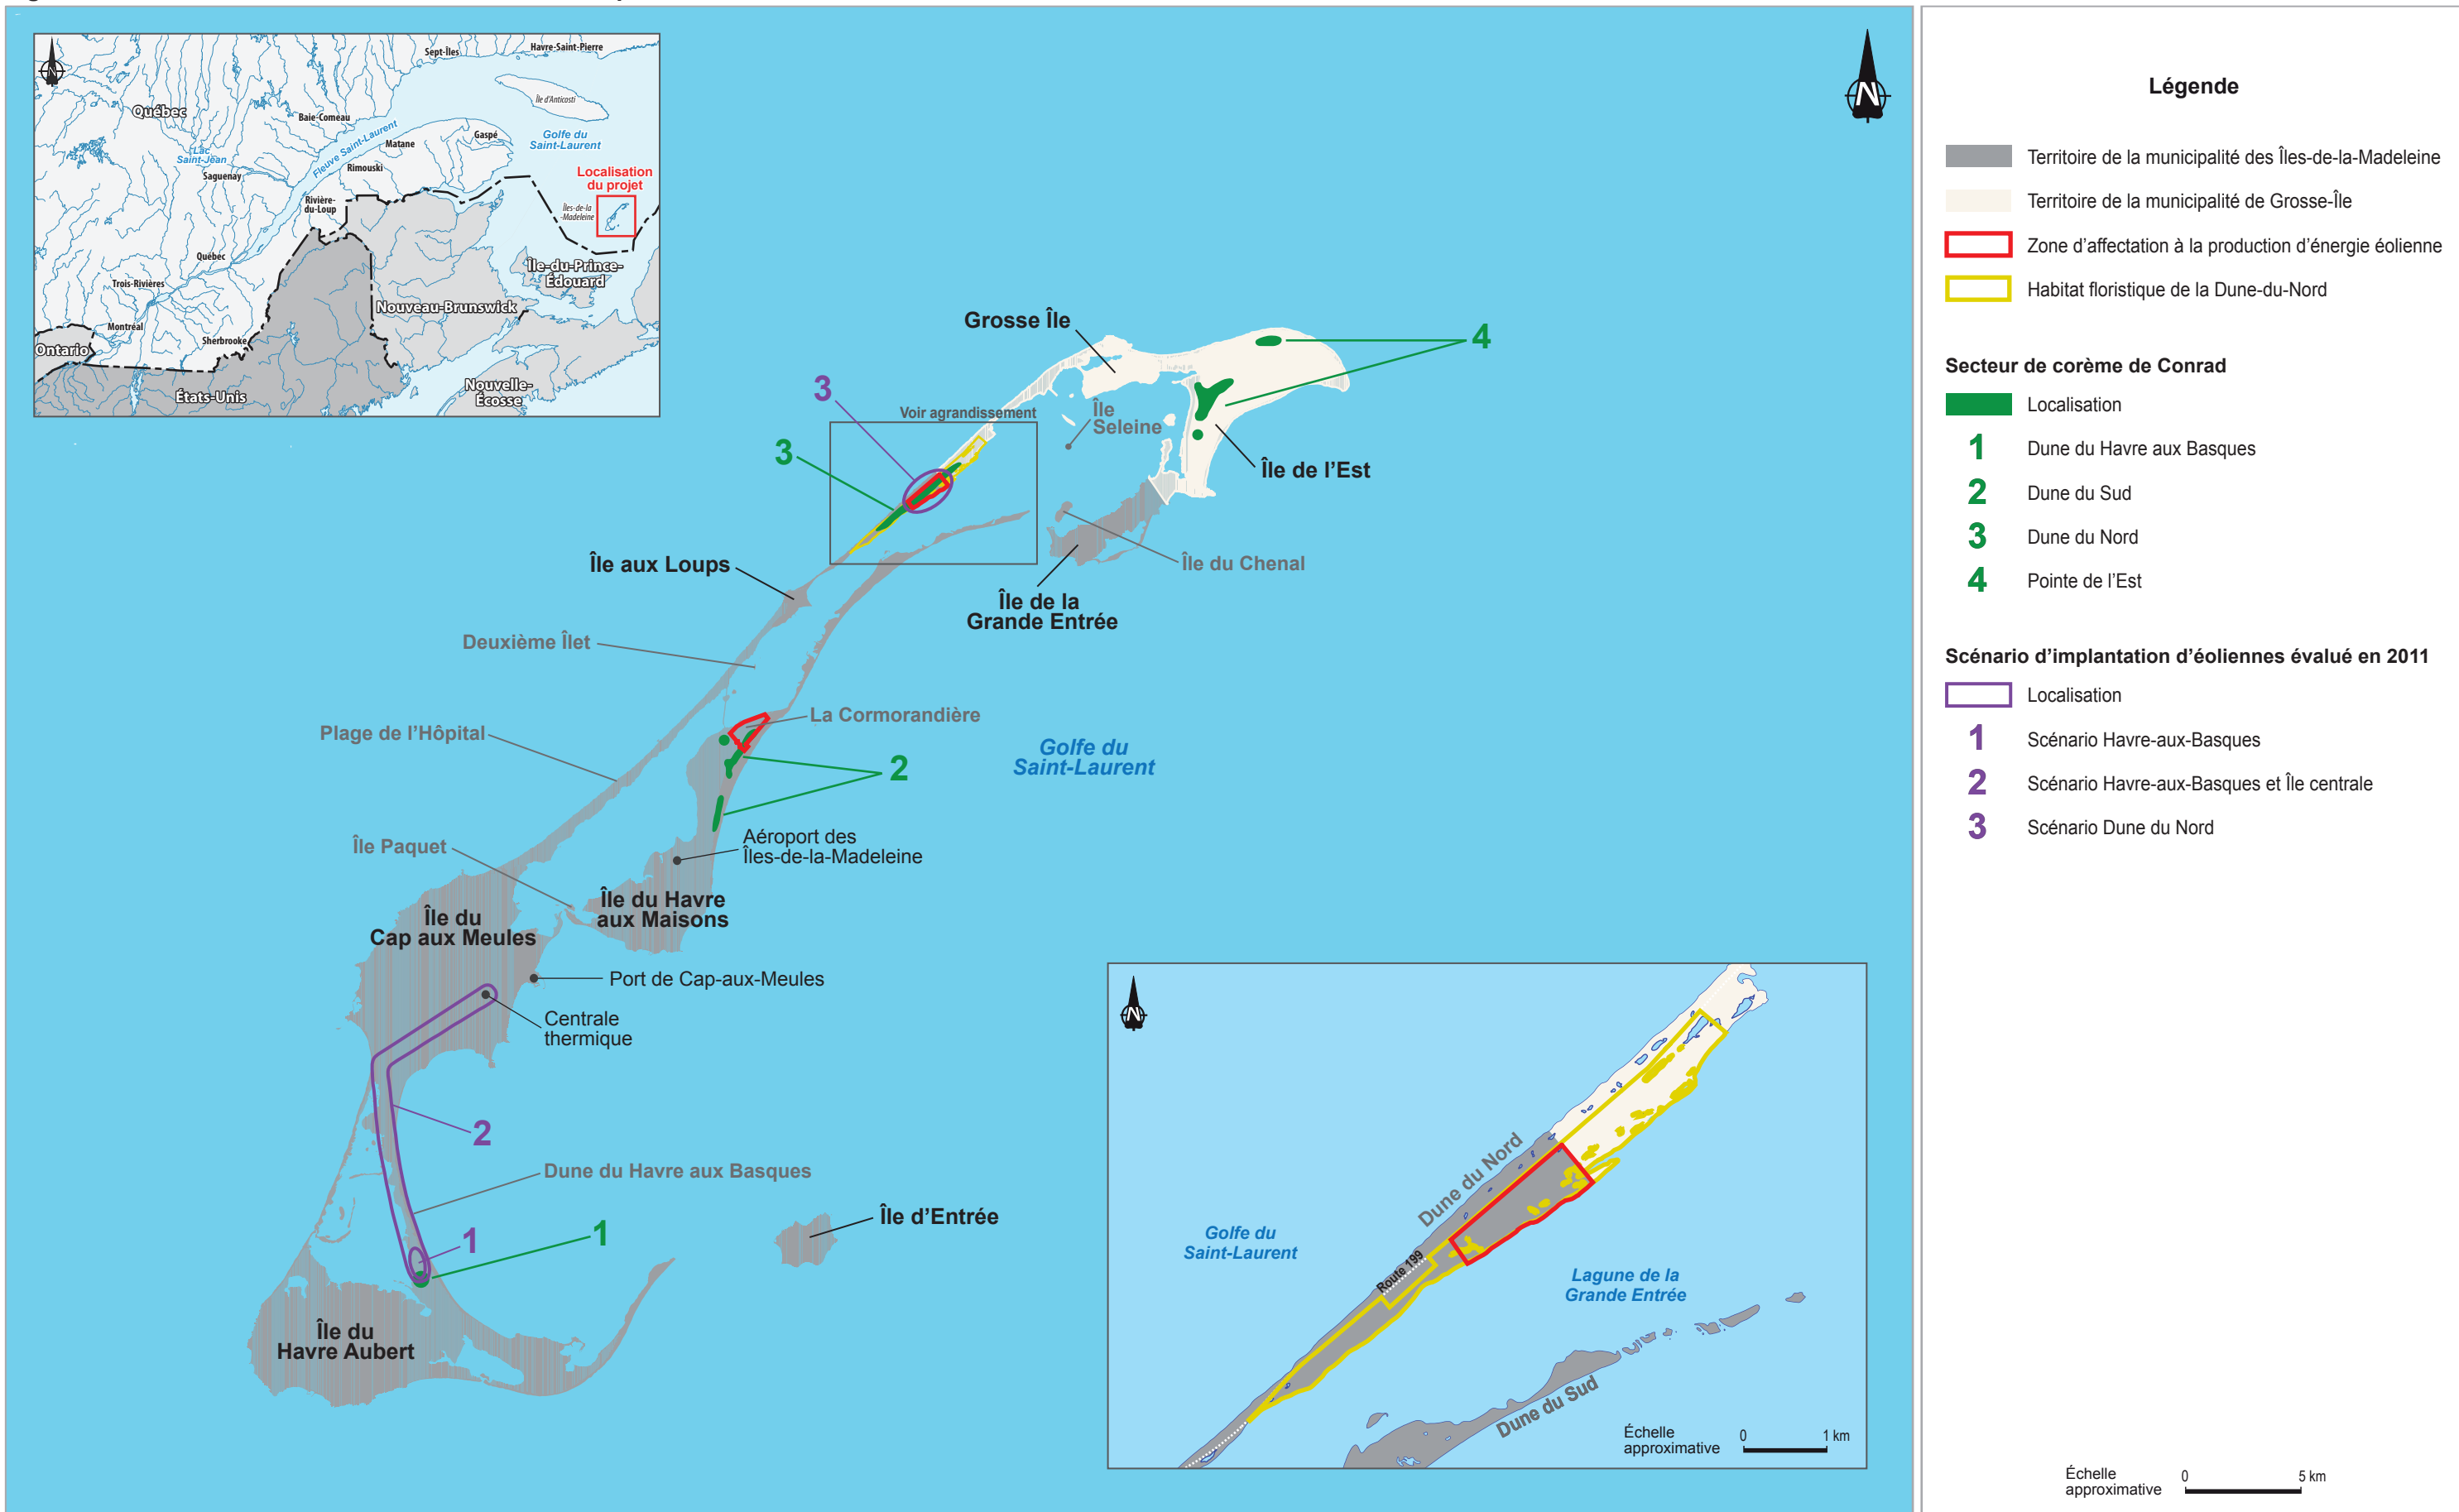 Sept-Îles
Havre-Saint-Pierre
Île d'Anticosti
Québec
Baie-Comeau
Gaspé
Golfe du
Saint-Laurent
Fleuve Saint-Laurent
Matane
Lac
Saint-Jean
Rimouski
Saguenay
Localisation
du projet
Rivière-
du-Loup
Îles-de-la
-Madeleine
Québec
Île-du-Prince-
Édouard
Trois-Rivières
Nouveau-Brunswick
Montréal
Sherbrooke
Ontario
Nouvelle-
Écosse
États-Unis
N
Grosse Île
4
3
Voir agrandissement
Île
Seleine
3
Île de l'Est
Île aux Loups
Île du Chenal
Île de la
Grande Entrée
Deuxième Îlet
La Cormorandière
Plage de l'Hôpital
Golfe du
Saint-Laurent
2
Île Paquet
Aéroport des
Îles-de-la-Madeleine
Île du Havre
aux Maisons
Île du
Cap aux Meules
Port de Cap-aux-Meules
Centrale
thermique
2
Dune du Havre aux Basques
Île d'Entrée
1
1
Île du
Havre Aubert
N
Dune du Nord
Golfe du
Saint-Laurent
Route 199
Lagune de la
Grande Entrée
Dune du Sud
Échelle
approximative
0
1 km
Légende
Territoire de la municipalité des Îles-de-la-Madeleine
Territoire de la municipalité de Grosse-Île
Zone d'affectation à la production d'énergie éolienne
Habitat floristique de la Dune-du-Nord
Secteur de corème de Conrad
Localisation
1 Dune du Havre aux Basques
2 Dune du Sud
3 Dune du Nord
4 Pointe de l'Est
Scénario d'implantation d'éoliennes évalué en 2011
Localisation
1 Scénario Havre-aux-Basques
2 Scénario Havre-aux-Basques et Île centrale
3 Scénario Dune du Nord
Échelle
approximative
0
5 km